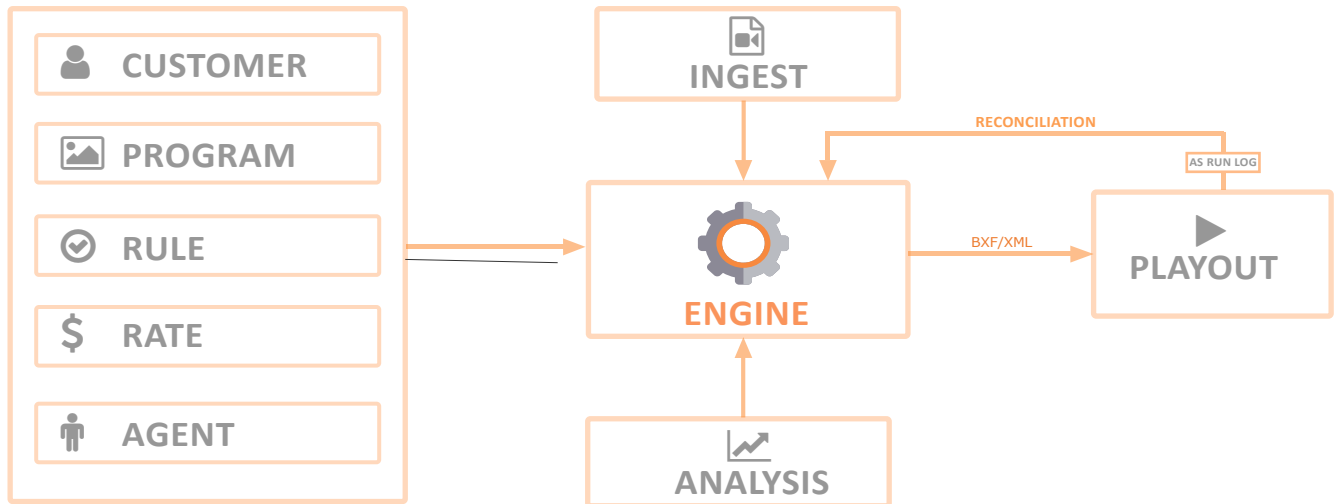 CUSTOMER
PROGRAM
RULE
RATE
AGENT
INGEST
RECONCILIATION
AS RUN LOG
ENGINE
BXF/XML
PLAYOUT
ANALYSIS